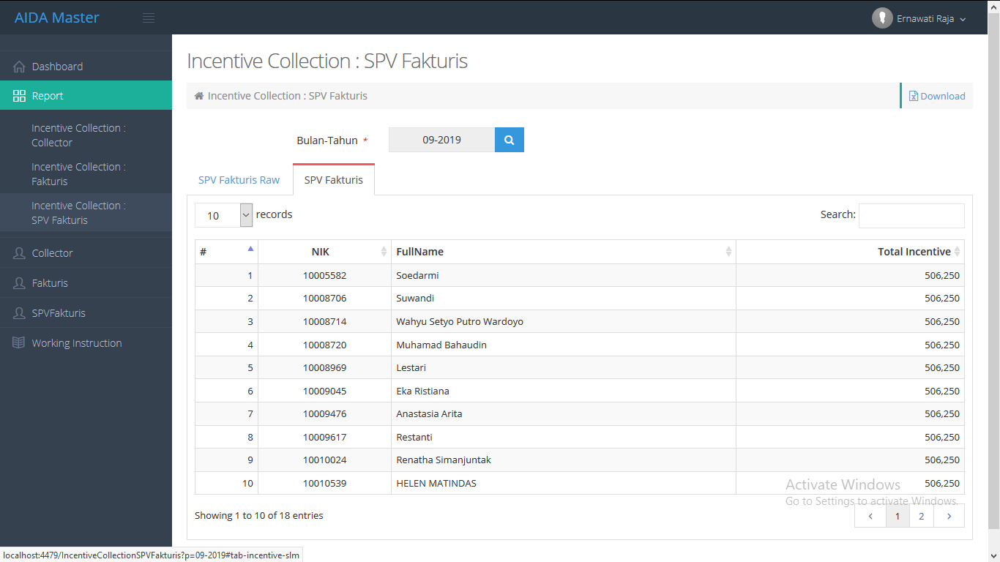 AIDA Master
Ernawati Raja
Dashboard
Report
Incentive Collection :
Collector
Incentive Collection :
Fakturis
Incentive Collection :
SPV Fakturis
Collector
Fakturis
SPVFakturis
Working Instruction
Incentive Collection : SPV Fakturis
Incentive Collection : SPV Fakturis
Download
Bulan-Tahun * 09-2019
SPV Fakturis Raw SPV Fakturis
10 records Search:
# NIK FullName Total Incentive
1 10005582 Soedarmi 506,250
2 10008706 Suwandi 506,250
3 10008714 Wahyu Setyo Putro Wardoyo 506,250
4 10008720 Muhamad Bahaudin 506,250
5 10008969 Lestari 506,250
6 10009045 Eka Ristiana 506,250
7 10009476 Anastasia Arita 506,250
8 10009617 Restanti 506,250
9 10010024 Renatha Simanjuntak 506,250
10 10010539 HELEN MATINDAS 506,250
Activate Windows
Go to Settings to activate Windows.
Showing 1 to 10 of 18 entries
1 2
localhost:4479/IncentiveCollectionSPVFakturis?p=09-2019#tab-incentive-slm